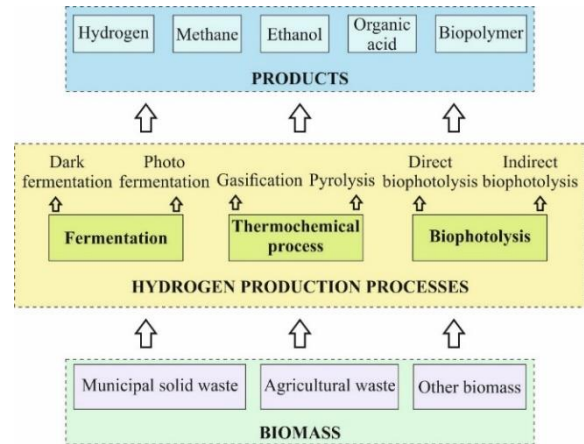 Hydrogen Methane Ethanol Organic acid Biopolymer
PRODUCTS
Dark fermentation Photo fermentation Gasification Pyrolysis Direct biophotolysis Indirect biophotolysis
Fermentation Thermochemical process Biophotolysis
HYDROGEN PRODUCTION PROCESSES
Municipal solid waste Agricultural waste Other biomass
BIOMASS